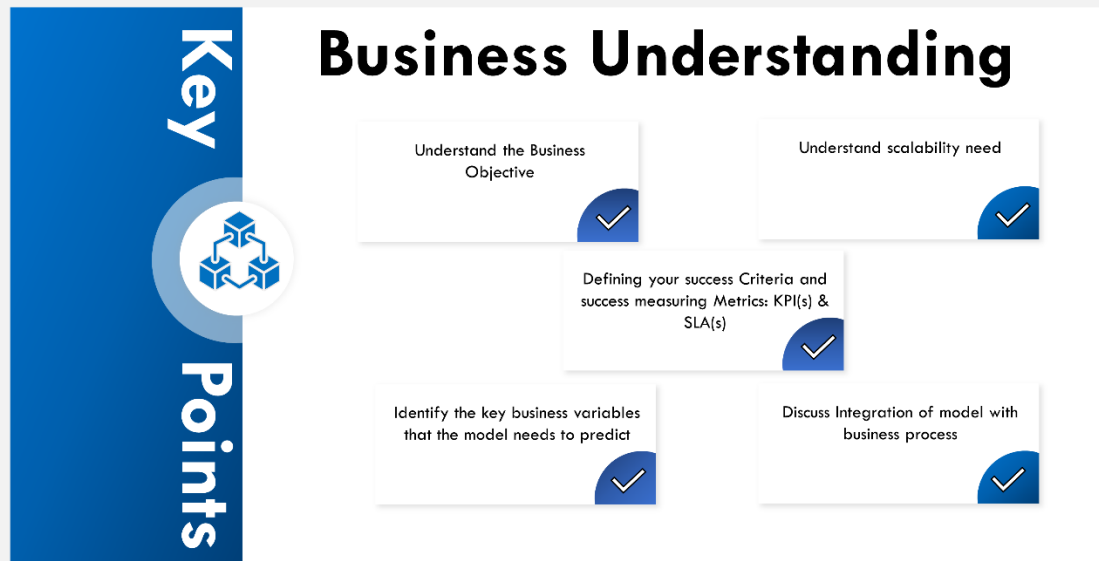 Key Points
Business Understanding
Understand the Business
Objective
Understand scalability need
Defining your success Criteria and
success measuring Metrics: KPI(s) &
SLA(s)
Identify the key business variables
that the model needs to predict
Discuss Integration of model with
business process